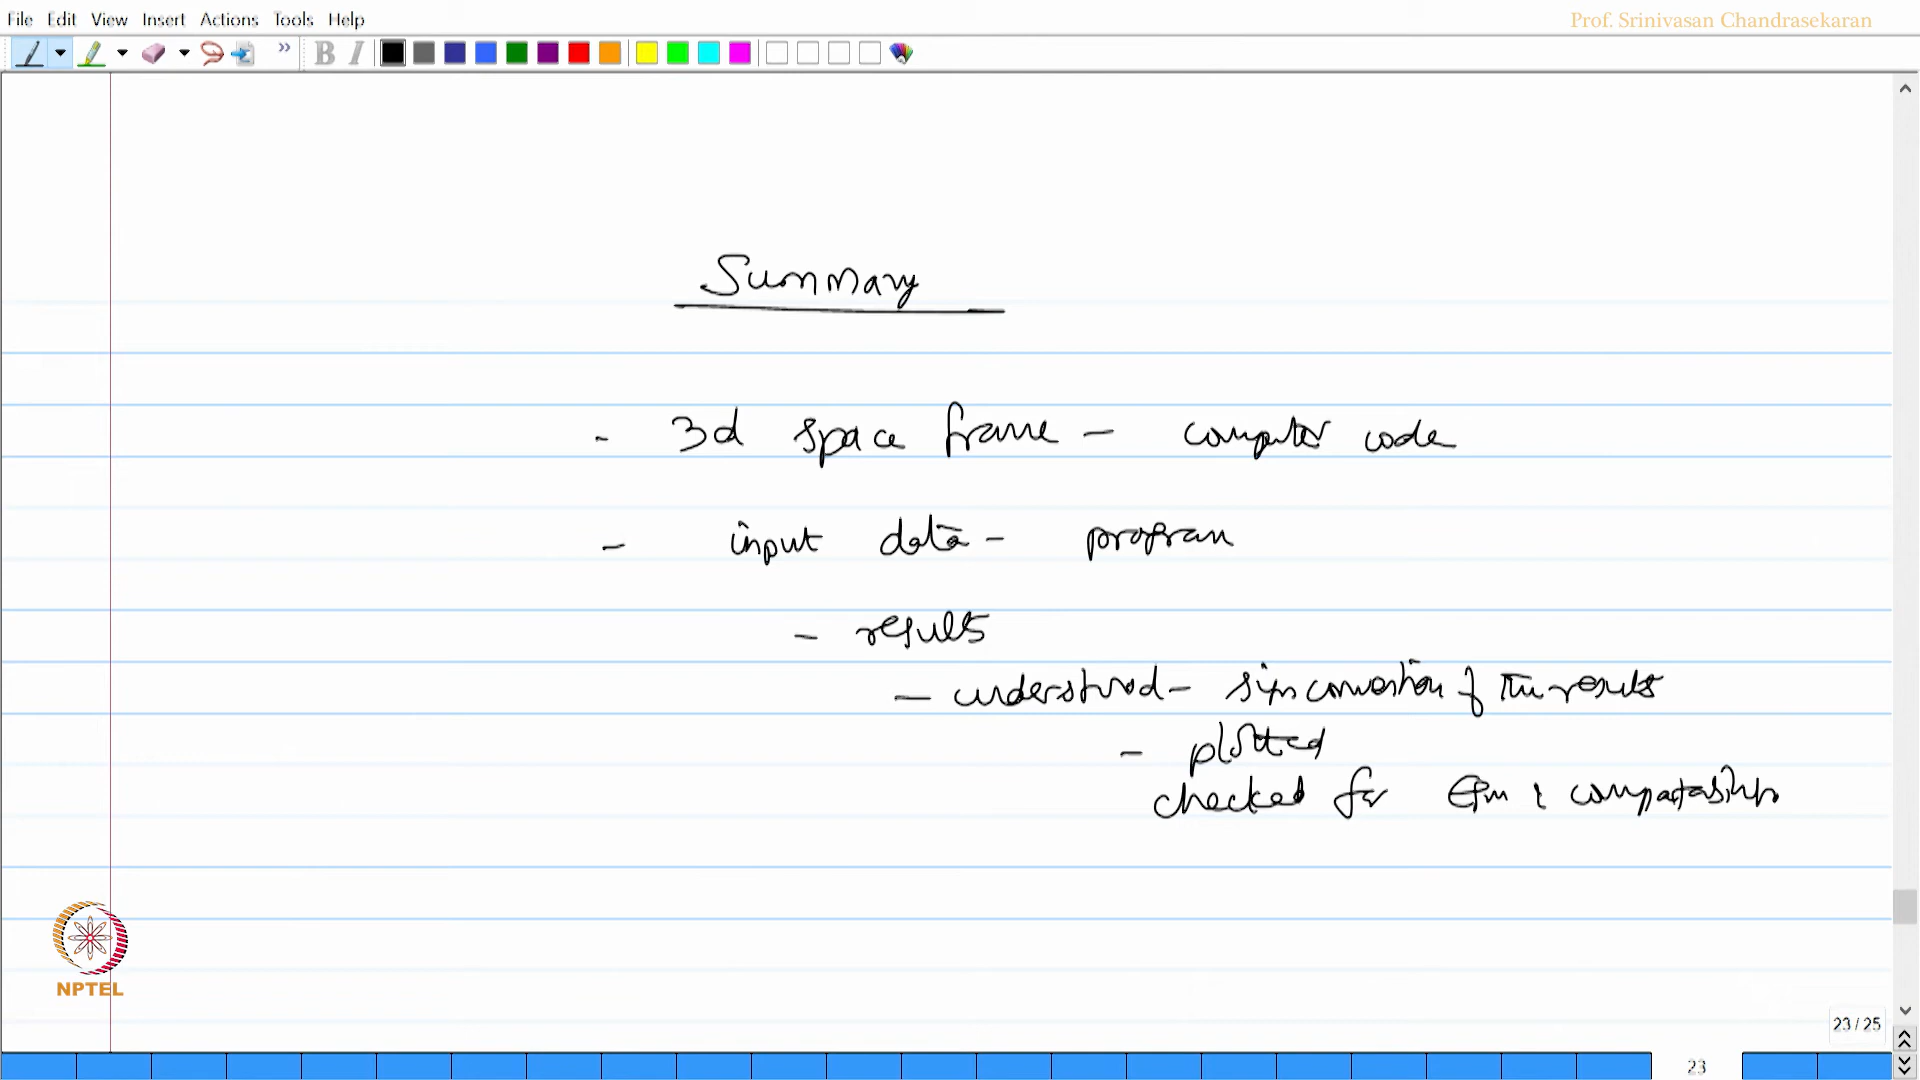 File Edit View Insert Actions Tools Help
Prof. Srinivasan Chandrasekaran
B I
Summary
- 3d space frame - computer code
- input data - program
- results
- understood - sign convention of the results
- plotted
checked for Eqm & compatability
NPTEL
23 / 25
23